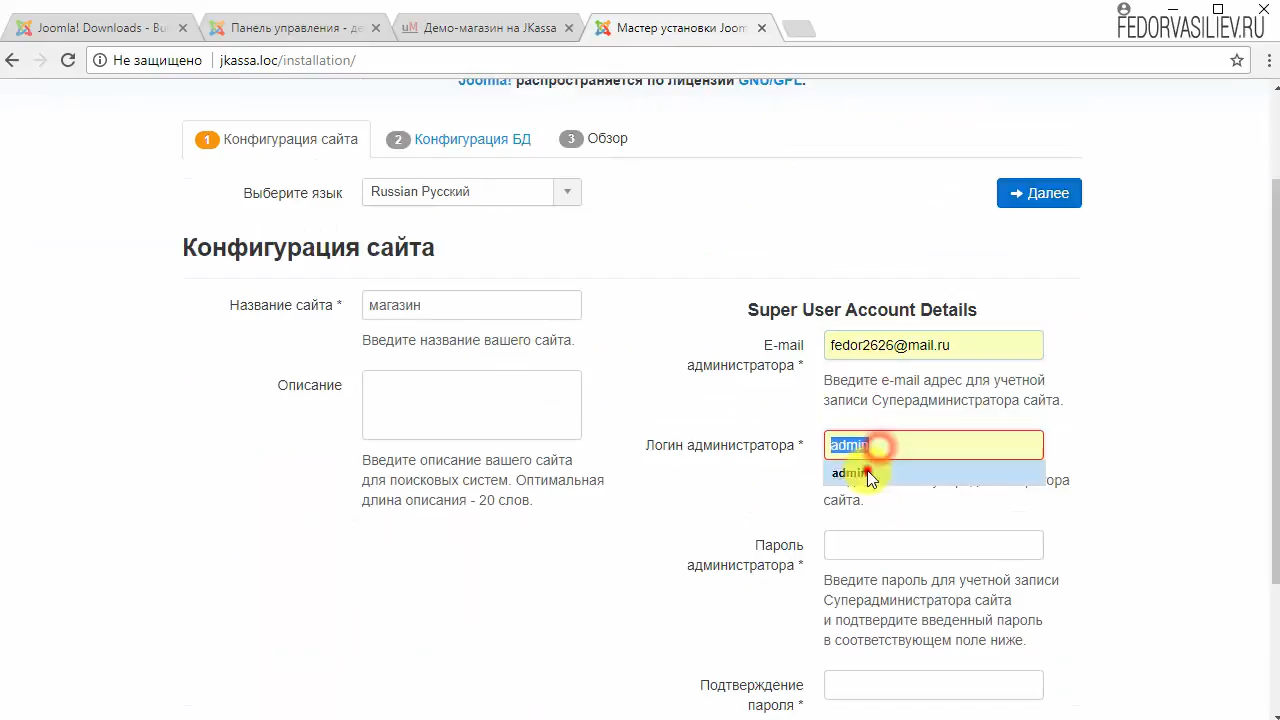 Joomla! Downloads - Bu
Панель управления - де
Демо-магазин на JKassa
Мастер установки Joom
FEDORVASILIEV.RU
Не защищено
jkassa.loc/installation/
Joomla! распространяется по лицензии GNU/GPL.
1 Конфигурация сайта
2 Конфигурация БД
3 Обзор
Выберите язык
Russian Русский
Далее
Конфигурация сайта
Название сайта *
магазин
Введите название вашего сайта.
Описание
Введите описание вашего сайта
для поисковых систем. Оптимальная
длина описания - 20 слов.
Super User Account Details
E-mail
администратора *
fedor2626@mail.ru
Введите e-mail адрес для учетной
записи Суперадминистратора сайта.
Логин администратора *
admin
admin
сайта.
Пароль
администратора *
Введите пароль для учетной записи
Суперадминистратора сайта
и подтвердите введенный пароль
в соответствующем поле ниже.
Подтверждение
пароля *